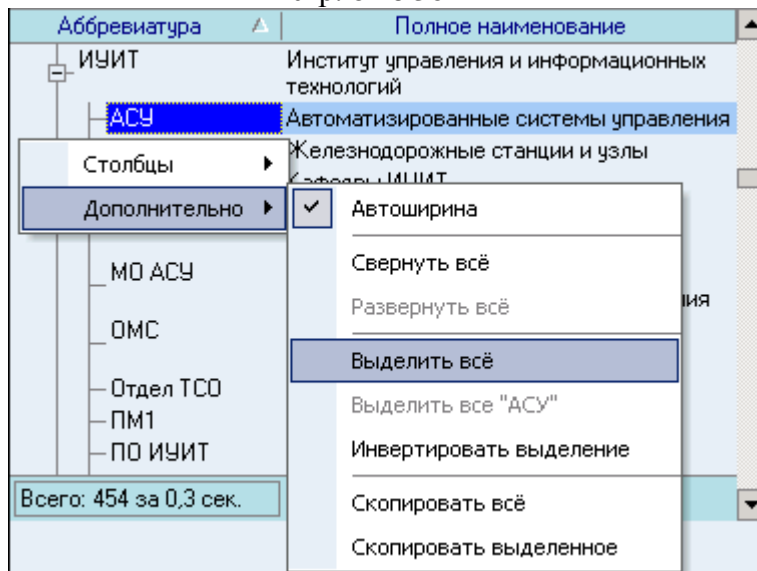 Аббревиатура Полное наименование
ИУИТ Институт управления и информационных
технологий
АСУ Автоматизированные системы управления
Железнодорожные станции и узлы
Столбцы
Дополнительно
Автоширина
Свернуть всё
МО АСУ
Развернуть всё
ОМС
Выделить всё
Отдел ТСО
Выделить все "АСУ"
ПМ1
Инвертировать выделение
ПО ИУИТ
Всего: 454 за 0,3 сек.
Скопировать всё
Скопировать выделенное